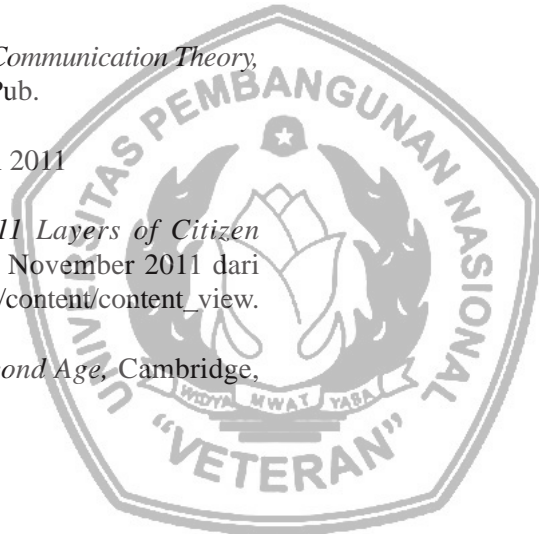 Communication Theory,
Pub.
2011
11 Layers of Citizen
November 2011 dari
/content/content_view.
ond Age, Cambridge,
UNIVERSITAS PEMBANGUNAN NASIONAL
WIDYA MWAT YASA
“VETERAN”